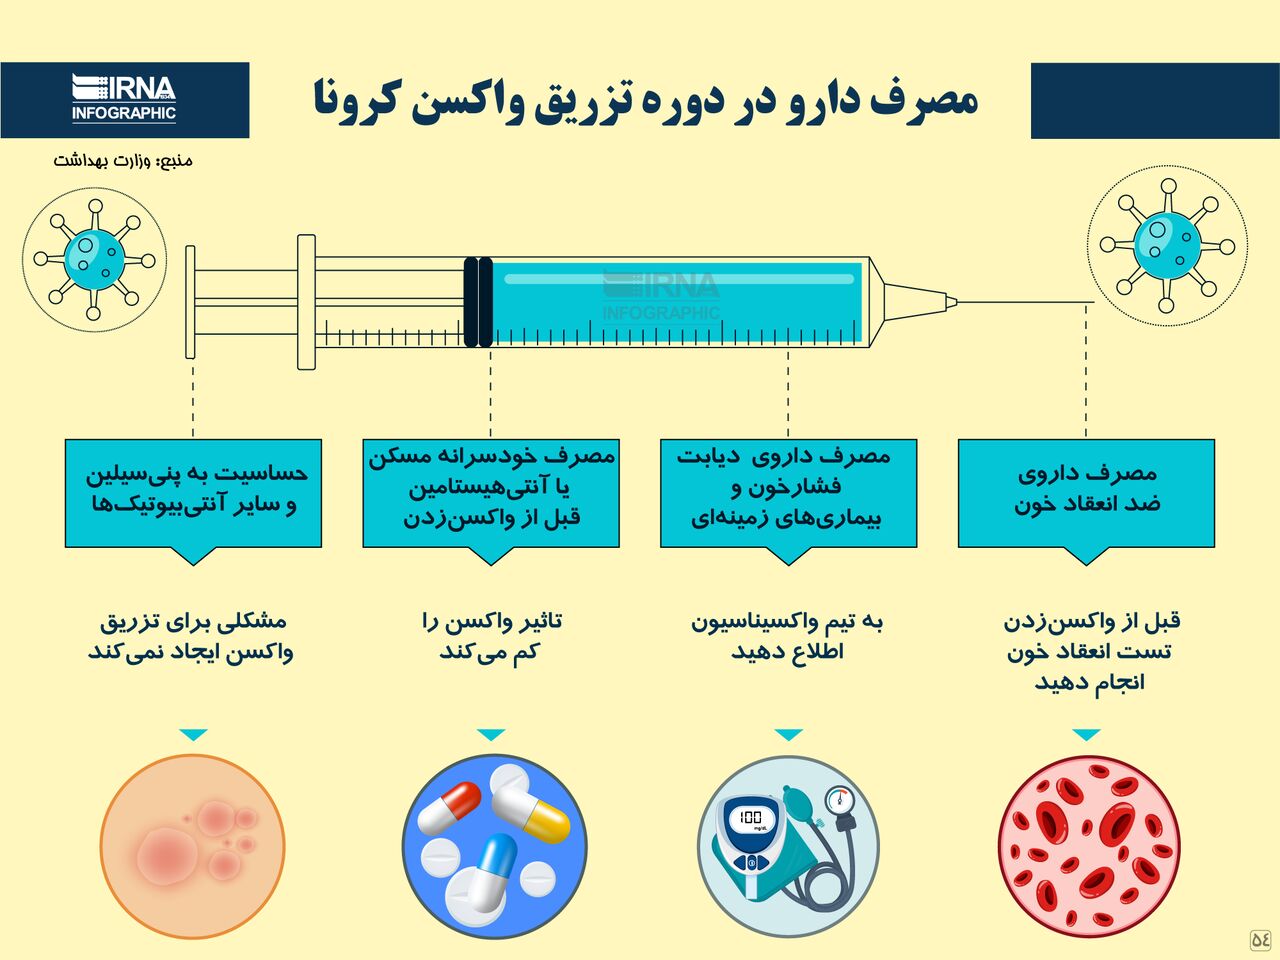 مصرف دارو در دوره تزریق واکسن کرونا
IRNA
INFOGRAPHIC
منبع: وزارت بهداشت
IRNA
INFOGRAPHIC
مصرف داروی
ضد انعقاد خون
قبل از واکسن‌زدن
تست انعقاد خون
انجام دهید
مصرف داروی دیابت
فشارخون و
بیماری‌های زمینه‌ای
به تیم واکسیناسیون
اطلاع دهید
100
mg/dL
مصرف خودسرانه مسکن
یا آنتی‌هیستامین
قبل از واکسن‌زدن
تاثیر واکسن را
کم می‌کند
حساسیت به پنی‌سیلین
و سایر آنتی‌بیوتیک‌ها
مشکلی برای تزریق
واکسن ایجاد نمی‌کند
۵٤